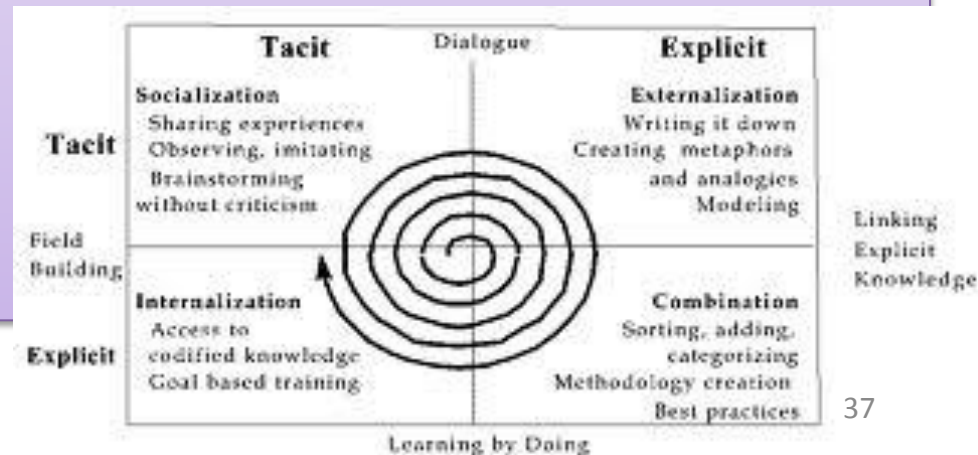 Tacit
Dialogue
Explicit
Tacit
Socialization
Sharing experiences
Observing, imitating
Brainstorming
without criticism
Externalization
Writing it down
Creating metaphors
and analogies
Modeling
Field
Building
Linking
Explicit
Knowledge
Explicit
Internalization
Access to
codified knowledge
Goal based training
Combination
Sorting, adding,
categorizing
Methodology creation
Best practices
Learning by Doing
37